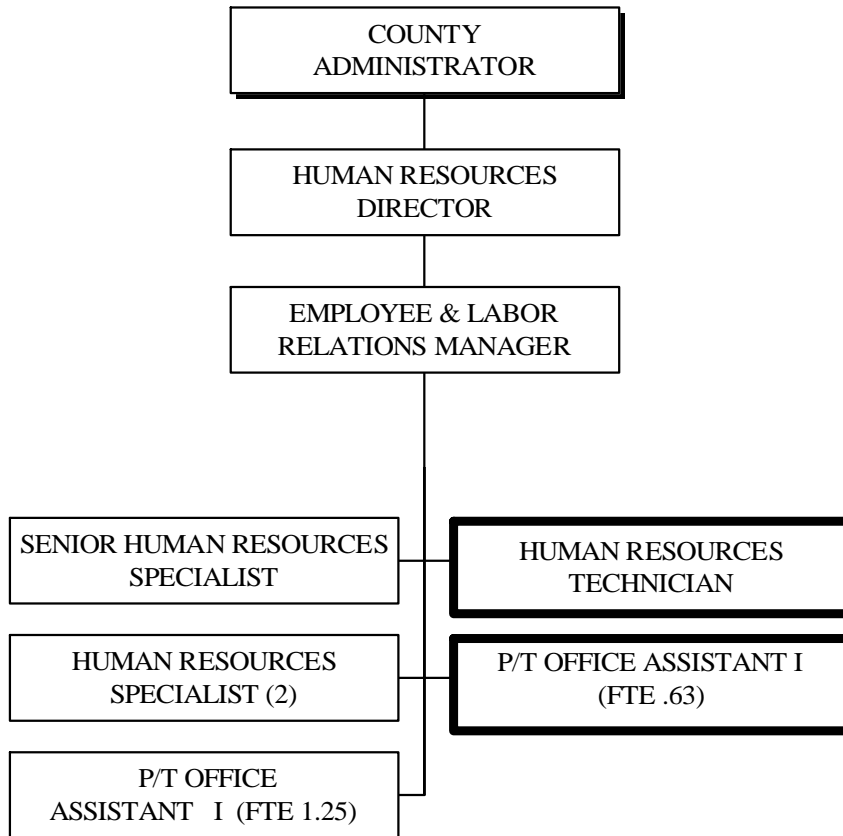 COUNTY
ADMINISTRATOR
HUMAN RESOURCES
DIRECTOR
EMPLOYEE & LABOR
RELATIONS MANAGER
SENIOR HUMAN RESOURCES
SPECIALIST
HUMAN RESOURCES
TECHNICIAN
HUMAN RESOURCES
SPECIALIST (2)
P/T OFFICE ASSISTANT I
(FTE .63)
P/T OFFICE
ASSISTANT I (FTE 1.25)